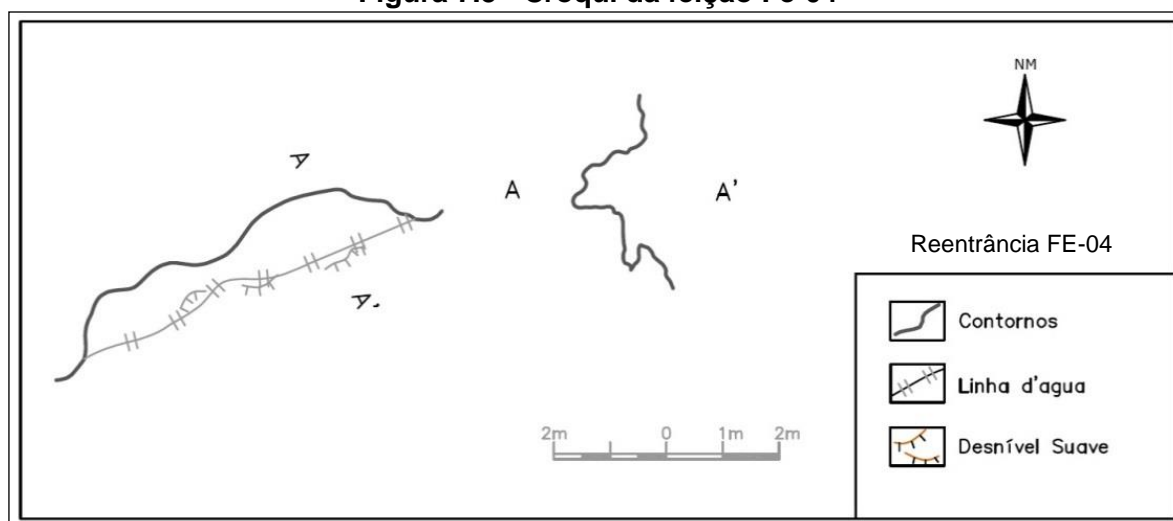 NM
A
A'
A
A'
Reentrância FE-04
Contornos
Linha d'agua
Desnível Suave
2m 0 1m 2m